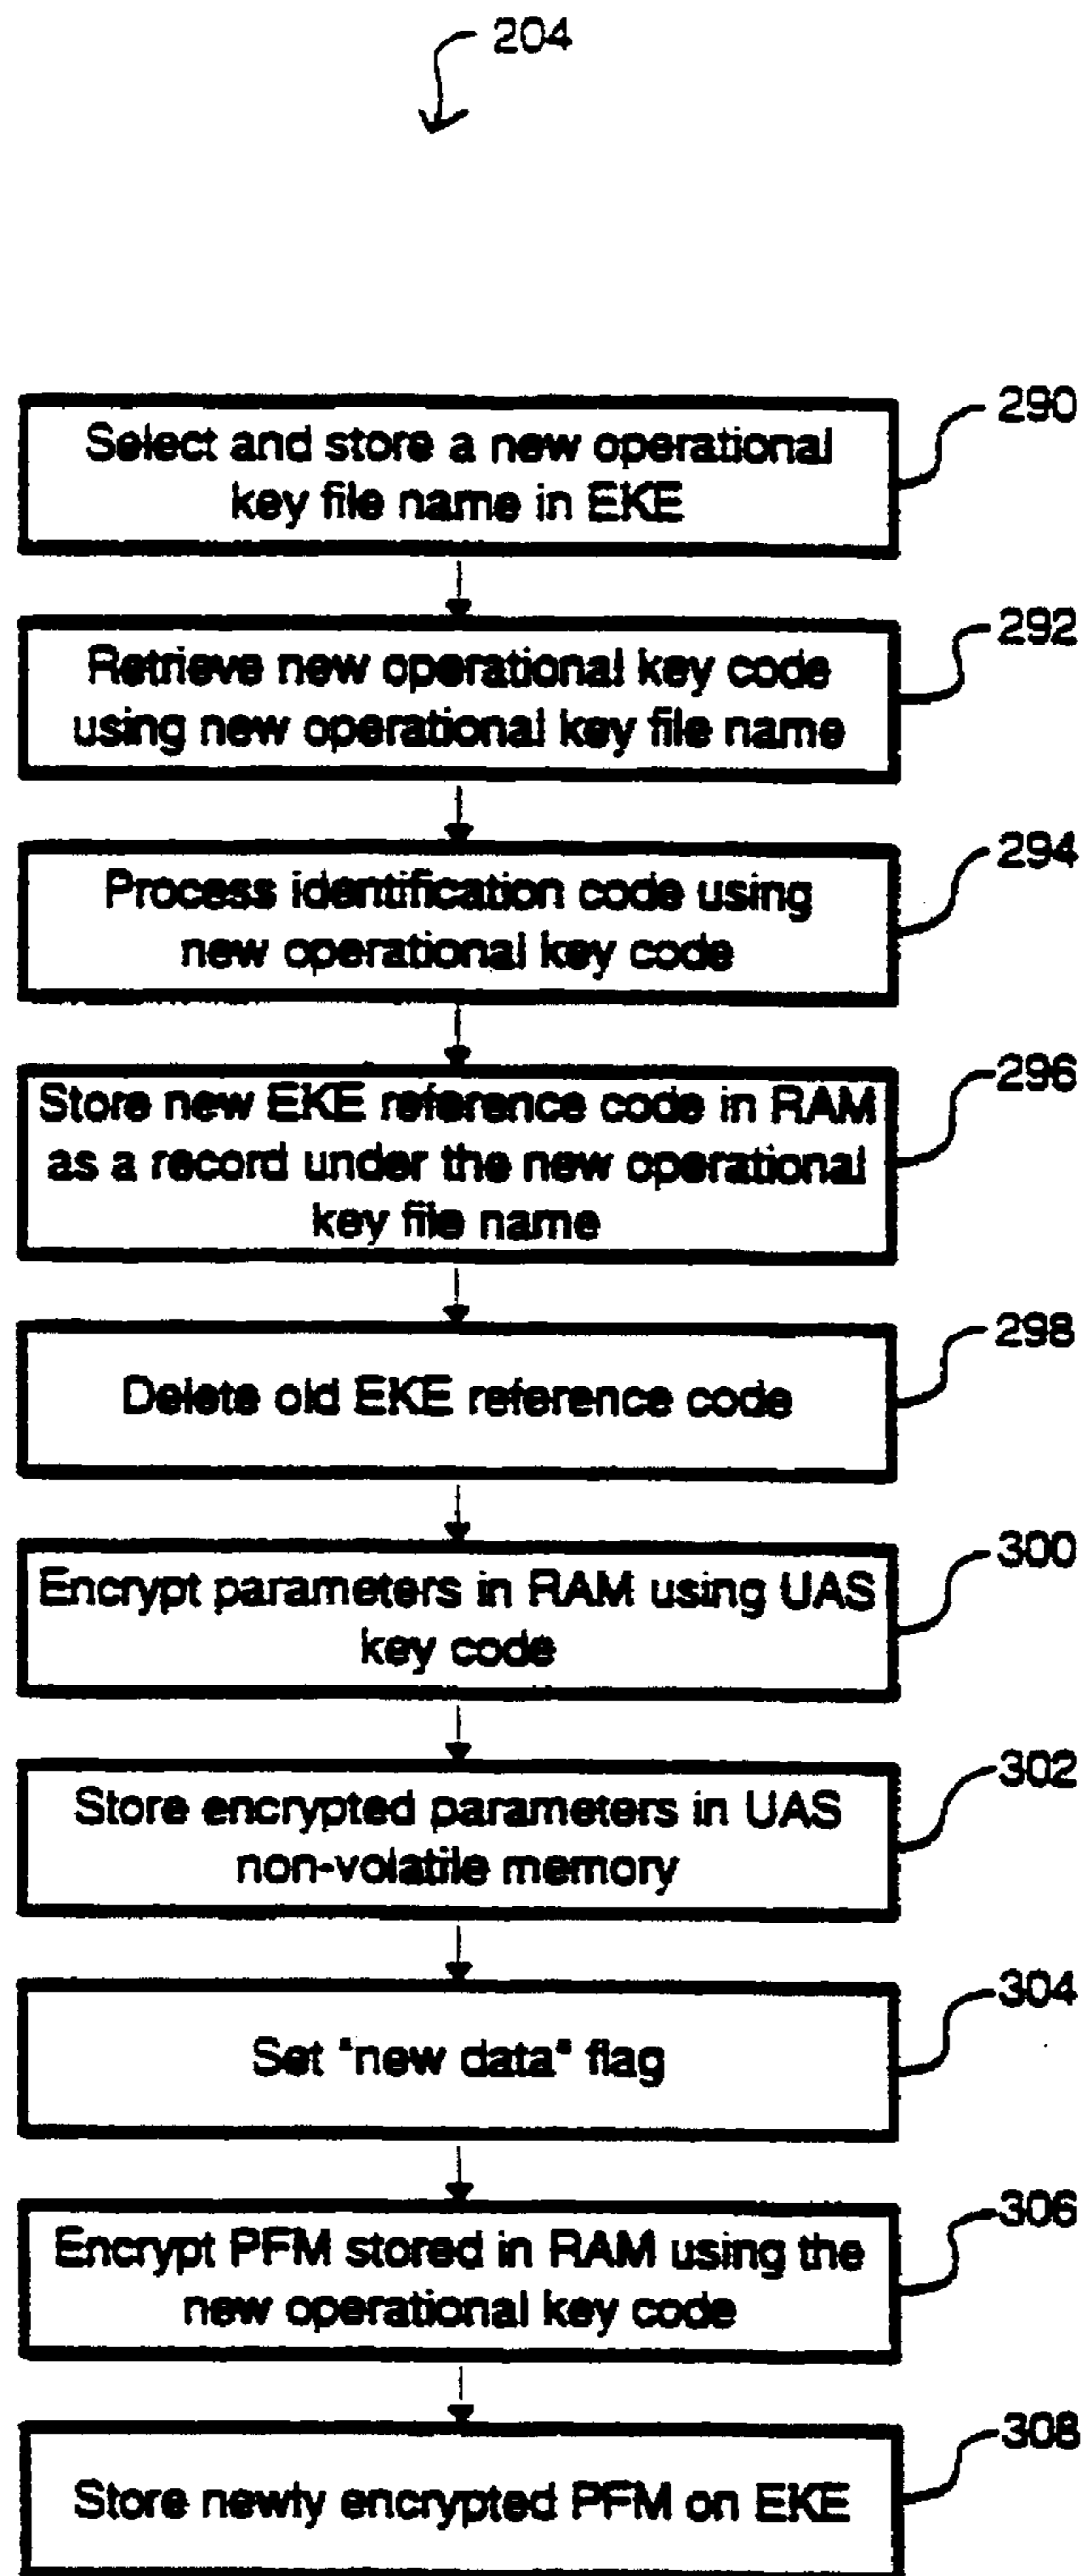 204
Select and store a new operational
key file name in EKE
290
Retrieve new operational key code
using new operational key file name
292
Process identification code using
new operational key code
294
Store new EKE reference code in RAM
as a record under the new operational
key file name
296
Delete old EKE reference code
298
Encrypt parameters in RAM using UAS
key code
300
Store encrypted parameters in UAS
non-volatile memory
302
Set "new data" flag
304
Encrypt PFM stored in RAM using the
new operational key code
306
Store newly encrypted PFM on EKE
308